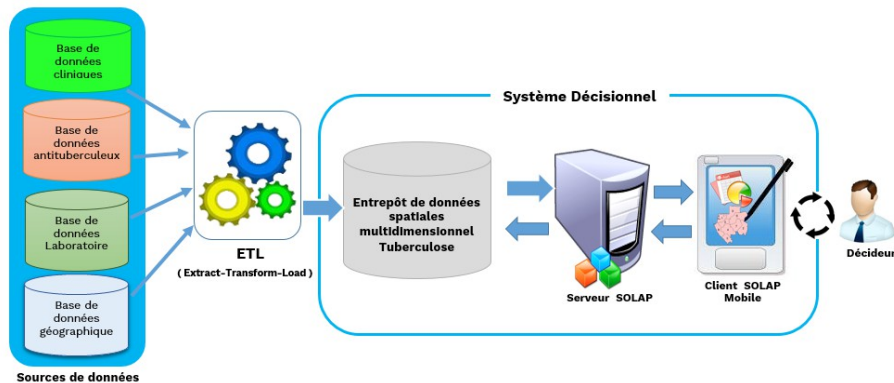 Base de
données
cliniques
Base de
données
antituberculeux
Base de
données
Laboratoire
Base de
données
géographique
Sources de données
ETL
( Extract-Transform-Load )
Système Décisionnel
Entrepôt de données
spatiales
multidimensionnel
Tuberculose
Serveur SOLAP
Client SOLAP
Mobile
Décideur